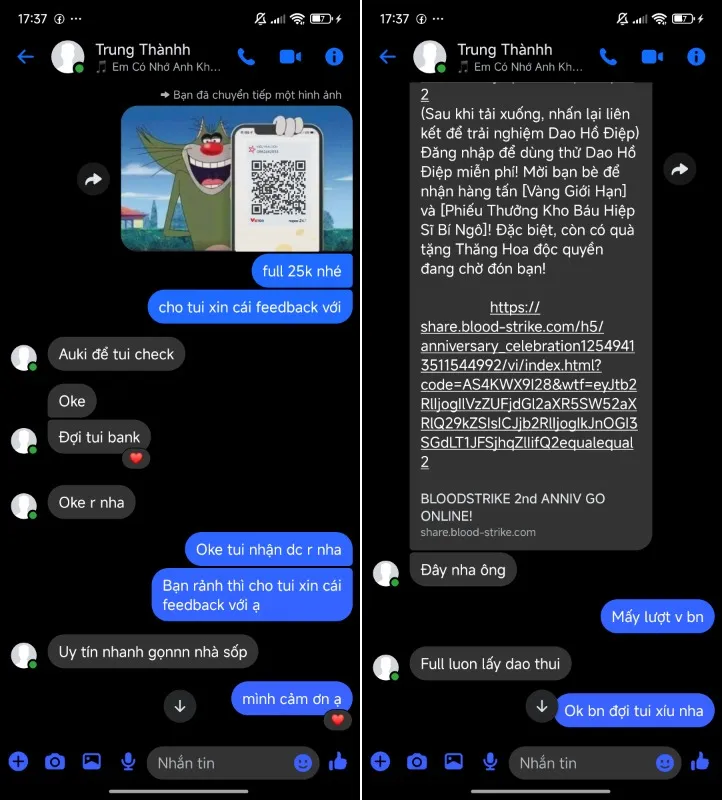 17:37
7
Trung Thànhh
Em Có Nhớ Anh Kh...
Bạn đã chuyển tiếp một hình ảnh
full 25k nhé
cho tui xin cái feedback với
Auki để tui check
Oke
Đợi tui bank
Oke r nha
Oke tui nhận dc r nha
Bạn rảnh thì cho tui xin cái
feedback với ạ
Uy tín nhanh gọnnn nhà sốp
mình cảm ơn ạ
Nhắn tin
17:37
7
Trung Thànhh
Em Có Nhớ Anh Kh...
2
(Sau khi tải xuống, nhấn lại liên
kết để trải nghiệm Dao Hồ Điệp)
Đăng nhập để dùng thử Dao Hồ
Điệp miễn phí! Mời bạn bè để
nhận hàng tấn [Vàng Giới Hạn]
và [Phiếu Thưởng Kho Báu Hiệp
Sĩ Bí Ngô]! Đặc biệt, còn có quà
tặng Thăng Hoa độc quyền
đang chờ đón bạn!
https://
share.blood-strike.com/h5/
anniversary_celebration1254941
3511544992/vi/index.html?
code=AS4KWX9I28&wtf=eyJtb2
RlIjogIlVzZUFjdGl2aXR5SW52aX
RlQ29kZSIsICJjb2RlIjogIkJnOGI3
SGdLT1JFSjhqZlIifQ2equalequal
2
BLOODSTRIKE 2nd ANNIV GO
ONLINE!
share.blood-strike.com
Đây nha ông
Mấy lượt v bn
Full luon lấy dao thui
Ok bn đợi tui xíu nha
Nhắn tin